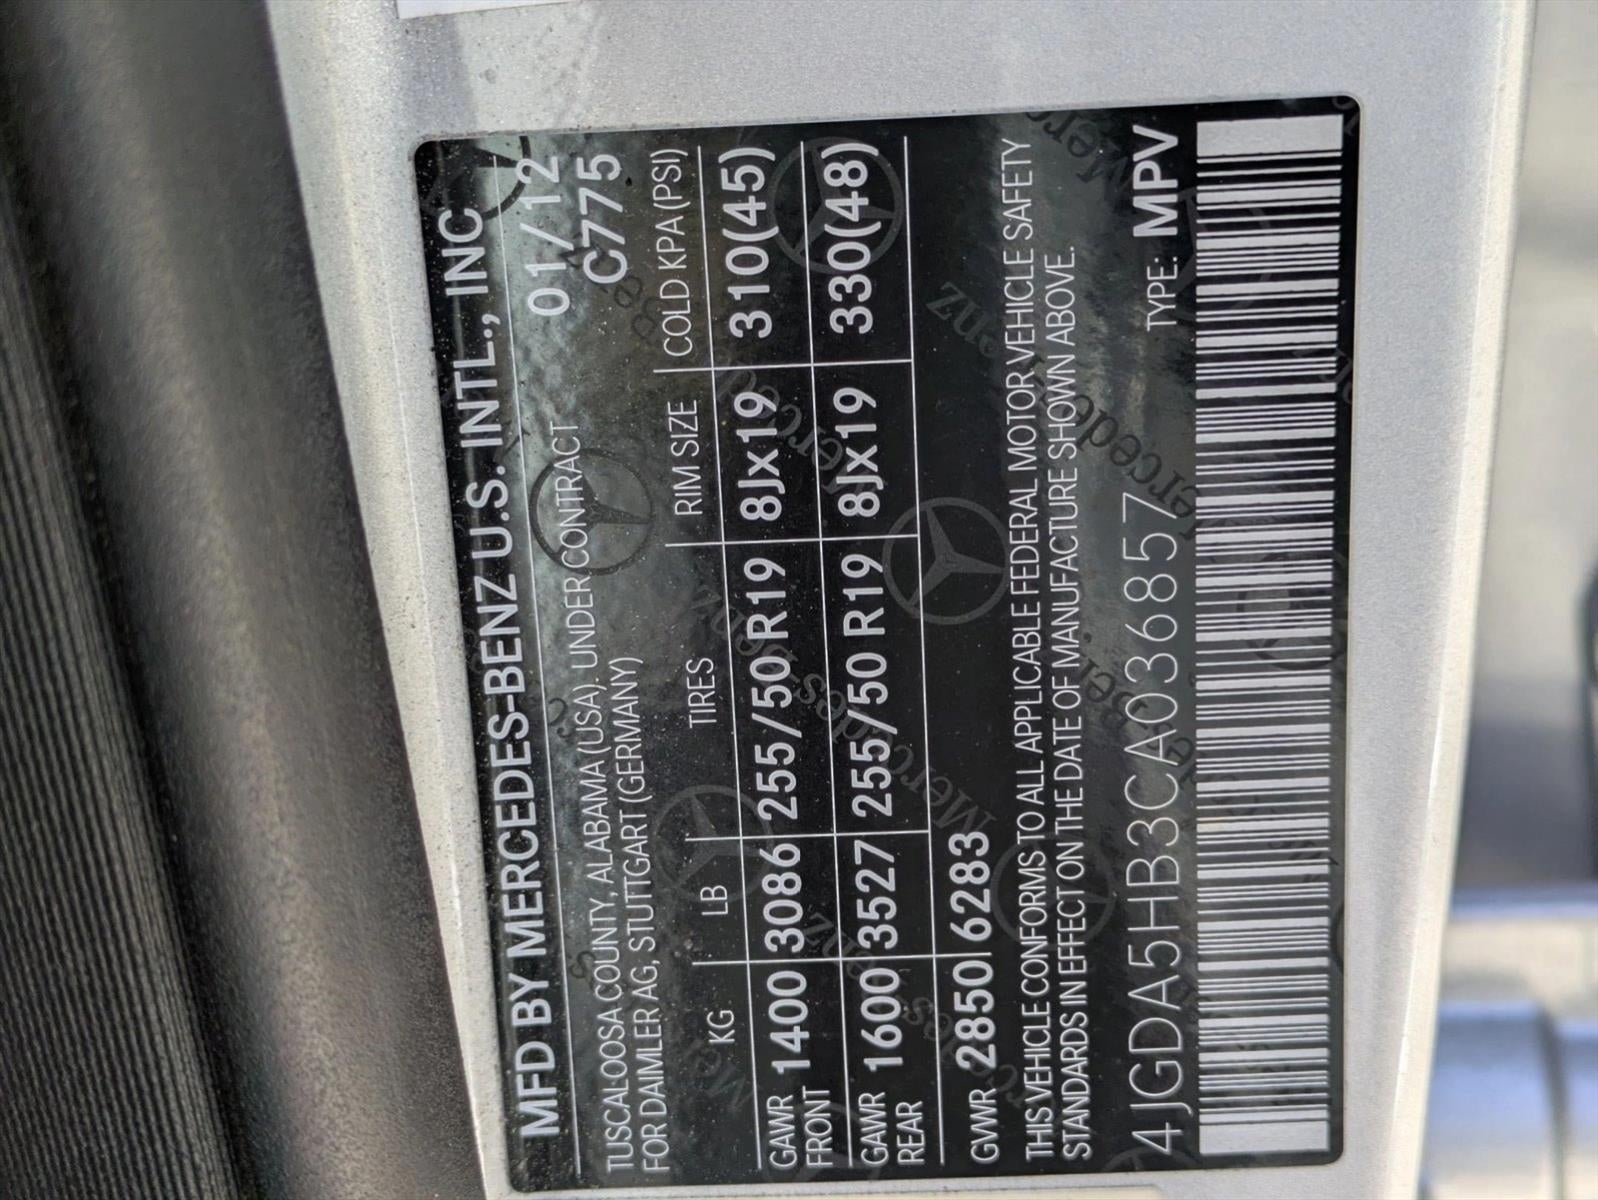 MFD BY MERCEDES-BENZ U.S. INTL., INC
01/12
TUSCALOOSA COUNTY, ALABAMA (USA). UNDER CONTRACT
C775
FOR DAIMLER AG, STUTTGART (GERMANY)
KG LB TIRES RIM SIZE COLD KPA (PSI)
GAWR FRONT 1400 3086 255/50 R19 8Jx19 310(45)
GAWR REAR 1600 3527 255/50 R19 8Jx19 330(48)
GVWR 2850 6283
THIS VEHICLE CONFORMS TO ALL APPLICABLE FEDERAL MOTOR VEHICLE SAFETY
STANDARDS IN EFFECT ON THE DATE OF MANUFACTURE SHOWN ABOVE.
4JGDA5HB3CA036857 TYPE: MPV